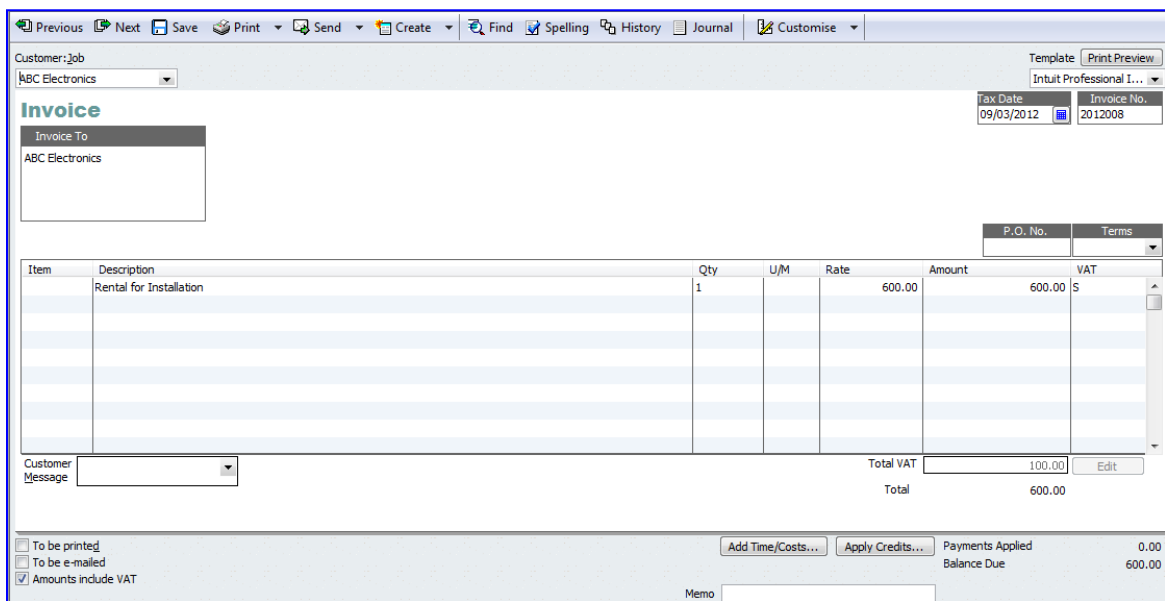 Previous Next Save Print Send Create Find Spelling History Journal Customise
Customer:Job Template Print Preview
ABC Electronics Intuit Professional I...
Invoice Tax Date Invoice No.
09/03/2012 2012008
Invoice To
ABC Electronics
P.O. No. Terms
Item Description Qty U/M Rate Amount VAT
Rental for Installation 1 600.00 600.00 S
Customer Message Total VAT 100.00 Edit
Total 600.00
To be printed Add Time/Costs... Apply Credits... Payments Applied 0.00
To be e-mailed Balance Due 600.00
Amounts include VAT
Memo